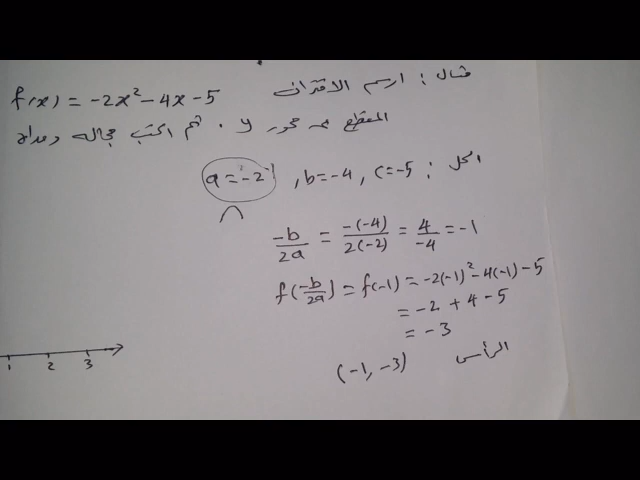 مثال : ارسم الاقتران f(x) = -2x² - 4x - 5
المقطع مع محور y . ثم اكتب مجاله ومداه
الحل : a = -2 , b = -4 , c = -5
-b/2a = -(-4)/2(-2) = 4/-4 = -1
f(-b/2a) = f(-1) = -2(-1)² - 4(-1) - 5
= -2 + 4 - 5
= -3
الرأس (-1, -3)
1 2 3